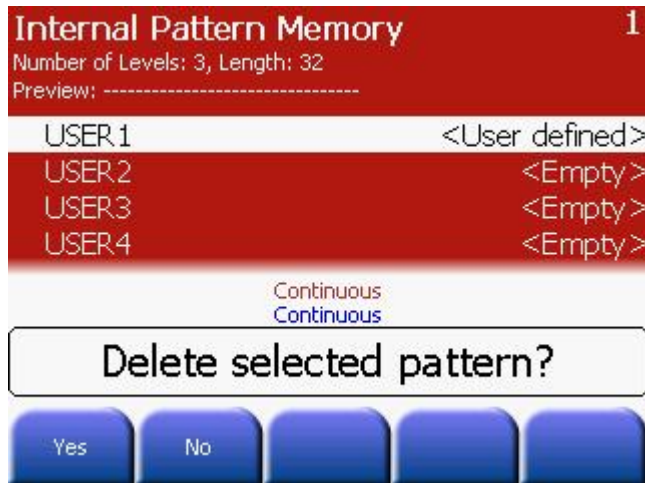 Internal Pattern Memory 1
Number of Levels: 3, Length: 32
Preview: --------------------------------
USER1 <User defined>
USER2 <Empty>
USER3 <Empty>
USER4 <Empty>
Continuous
Continuous
Delete selected pattern?
Yes No